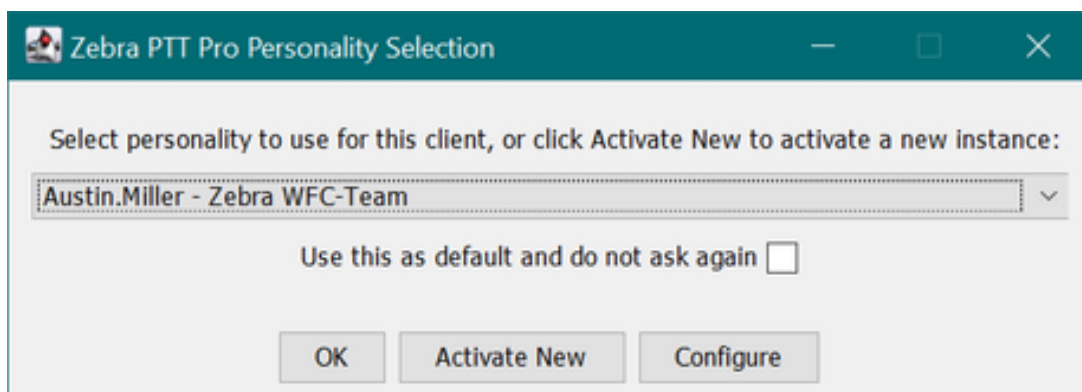 Zebra PTT Pro Personality Selection
Select personality to use for this client, or click Activate New to activate a new instance:
Austin.Miller - Zebra WFC-Team
Use this as default and do not ask again
OK Activate New Configure